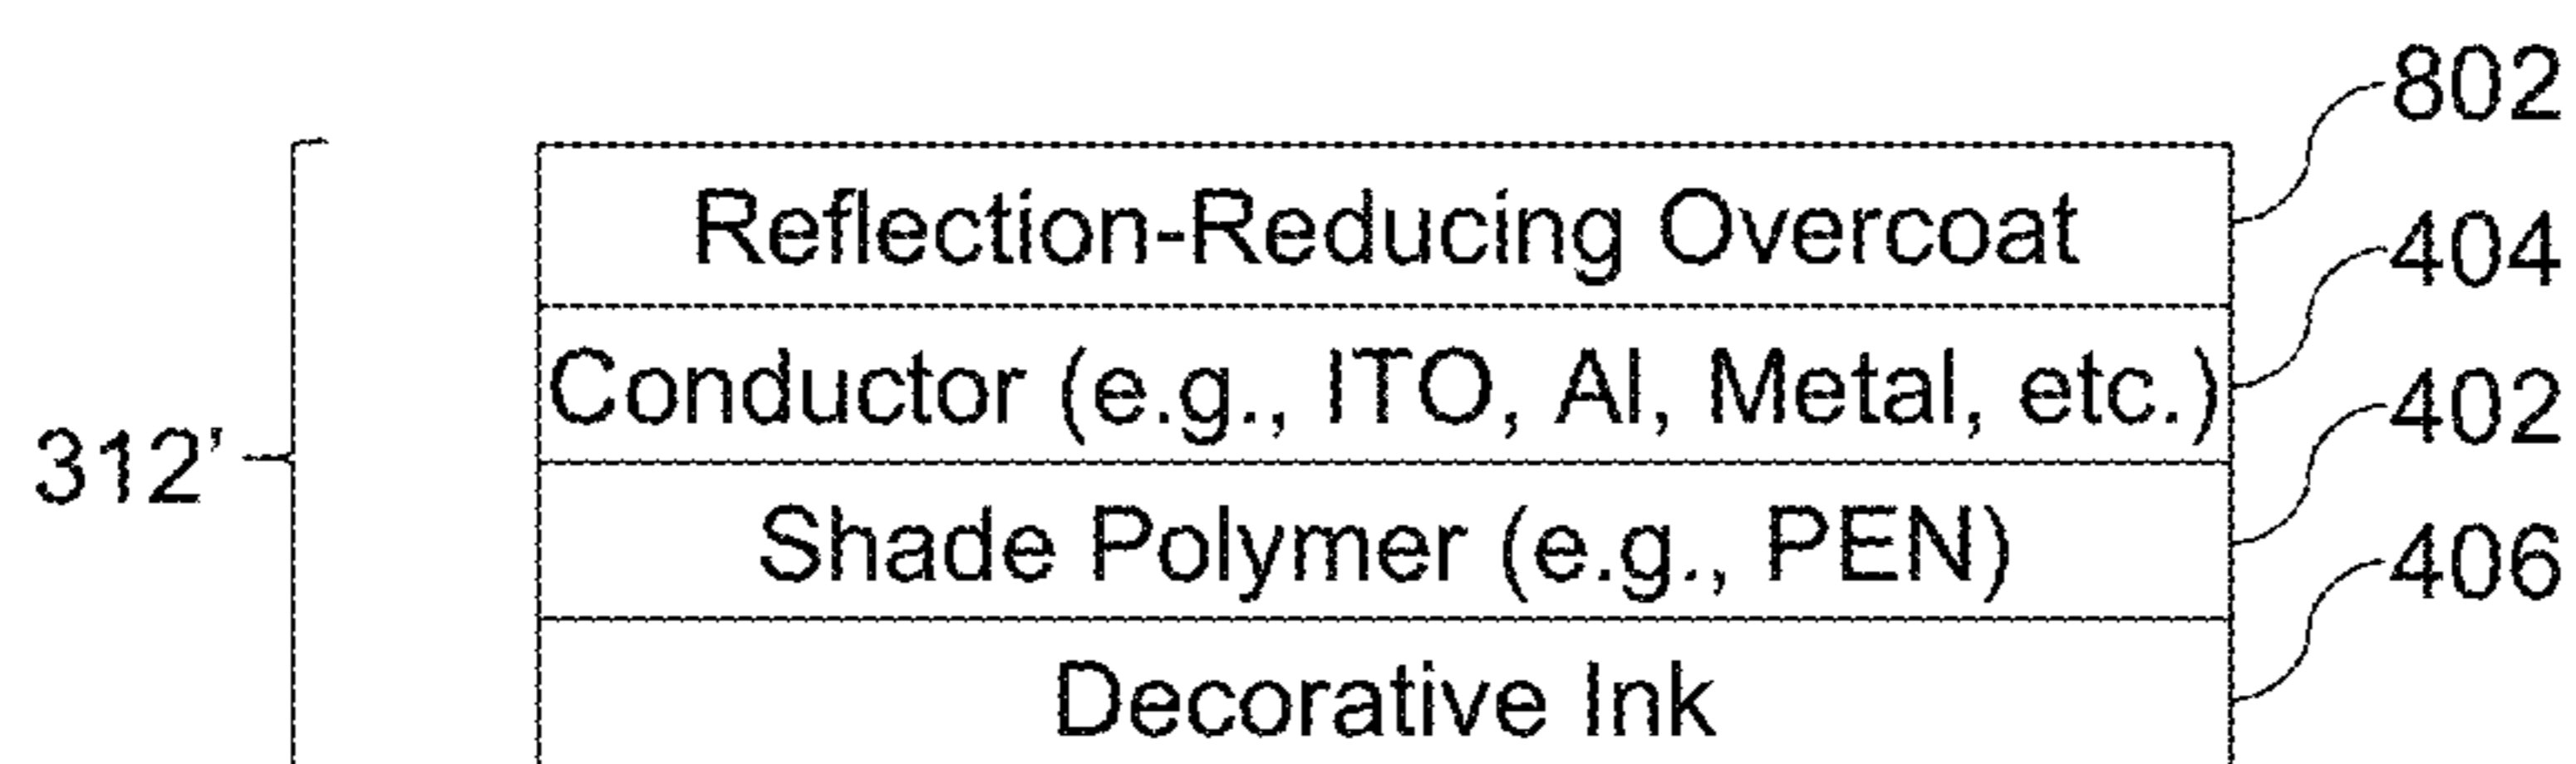 802
Reflection-Reducing Overcoat
404
Conductor (e.g., ITO, Al, Metal, etc.)
402
312'
Shade Polymer (e.g., PEN)
406
Decorative Ink